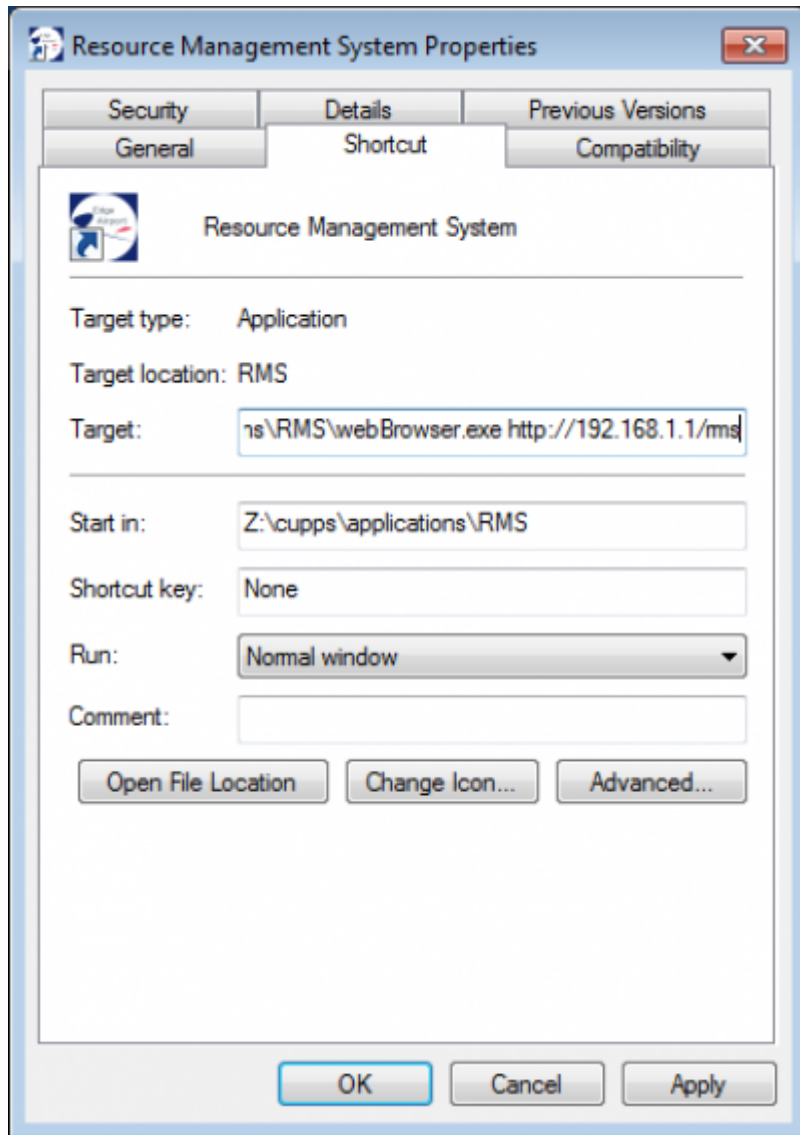 Resource Management System Properties
Security Details Previous Versions
General Shortcut Compatibility
Edge
Airport
Resource Management System
Target type: Application
Target location: RMS
Target: ns\RMS\webBrowser.exe http://192.168.1.1/rms
Start in: Z:\cupps\applications\RMS
Shortcut key: None
Run: Normal window
Comment:
Open File Location Change Icon... Advanced...
OK Cancel Apply